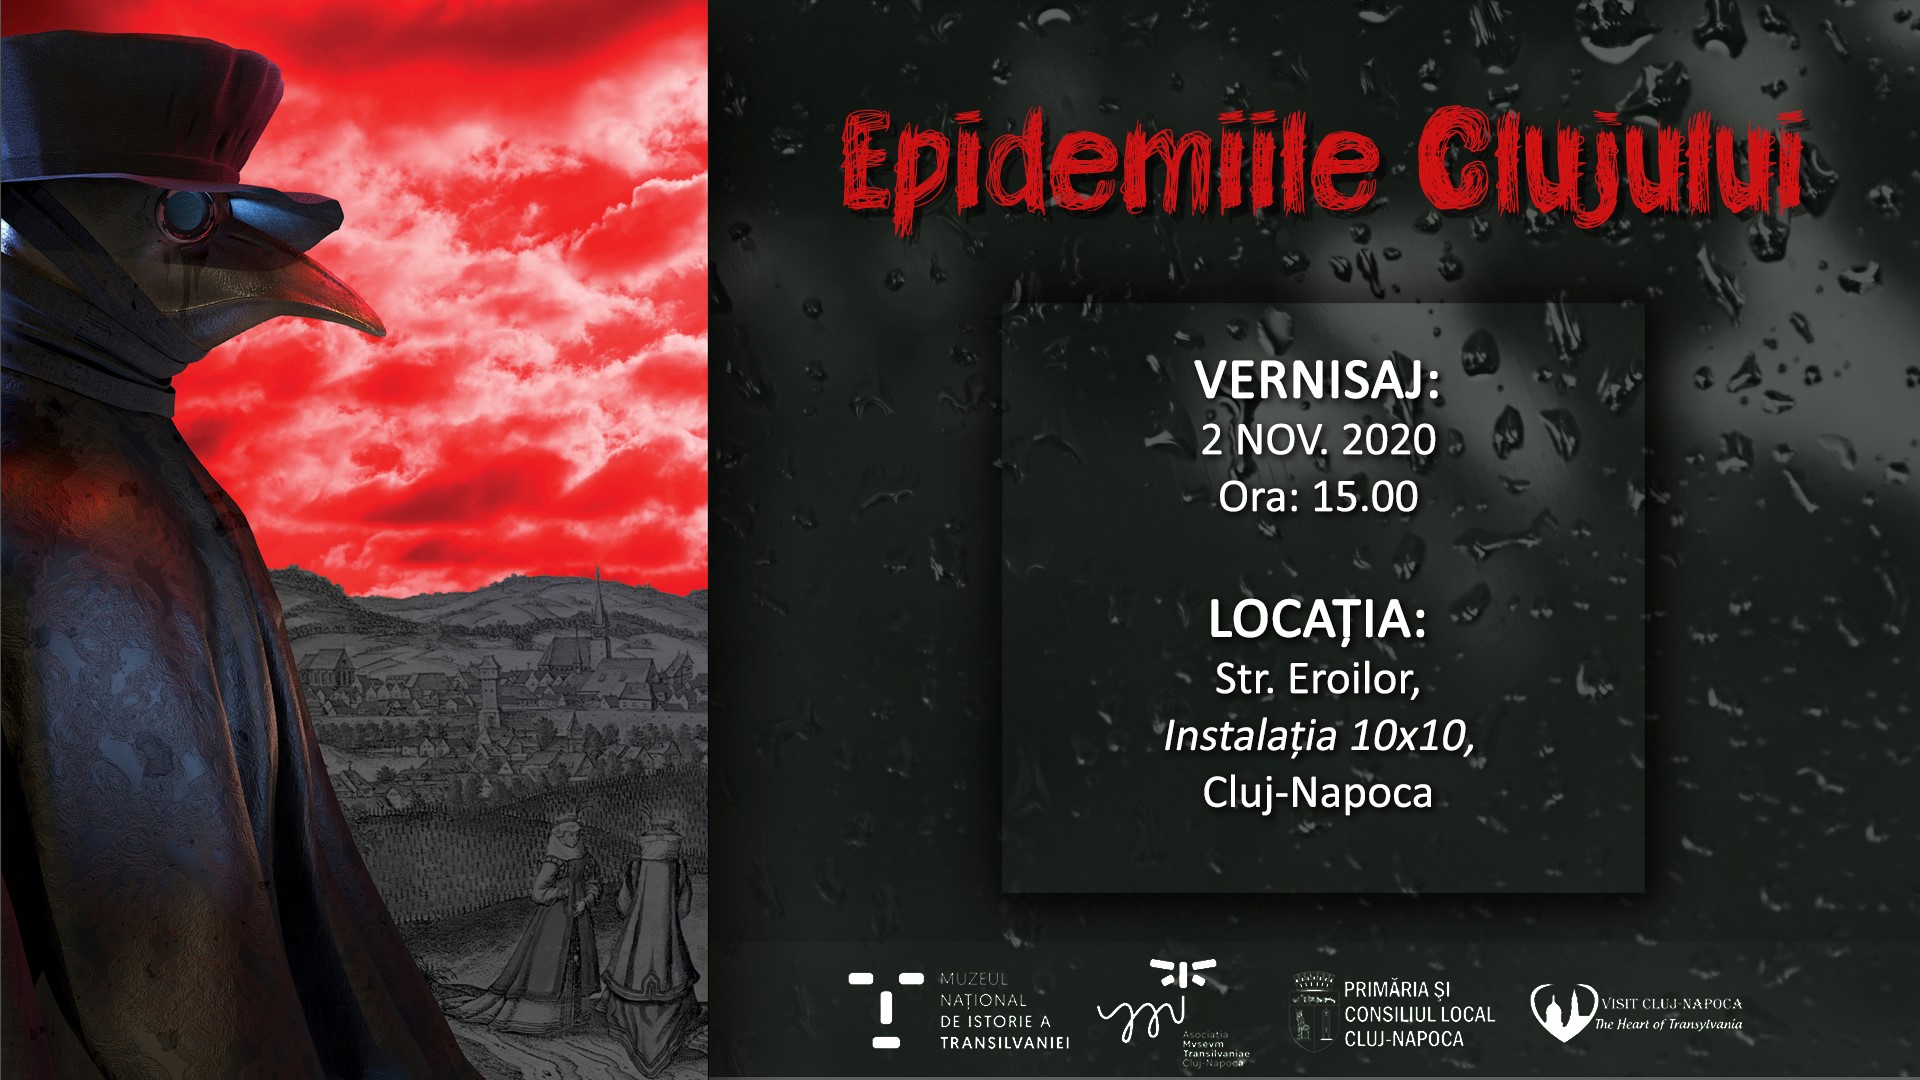 Epidemiile Clujului
VERNISAJ:
2 NOV. 2020
Ora: 15.00
LOCAȚIA:
Str. Eroilor,
Instalația 10x10,
Cluj-Napoca
MUZEUL
NAȚIONAL
DE ISTORIE A
TRANSILVANIEI
Asociația
Mvsevm
Transilvaniae
Cluj-Napoca
PRIMĂRIA ȘI
CONSILIUL LOCAL
CLUJ-NAPOCA
VISIT CLUJ-NAPOCA
The Heart of Transylvania